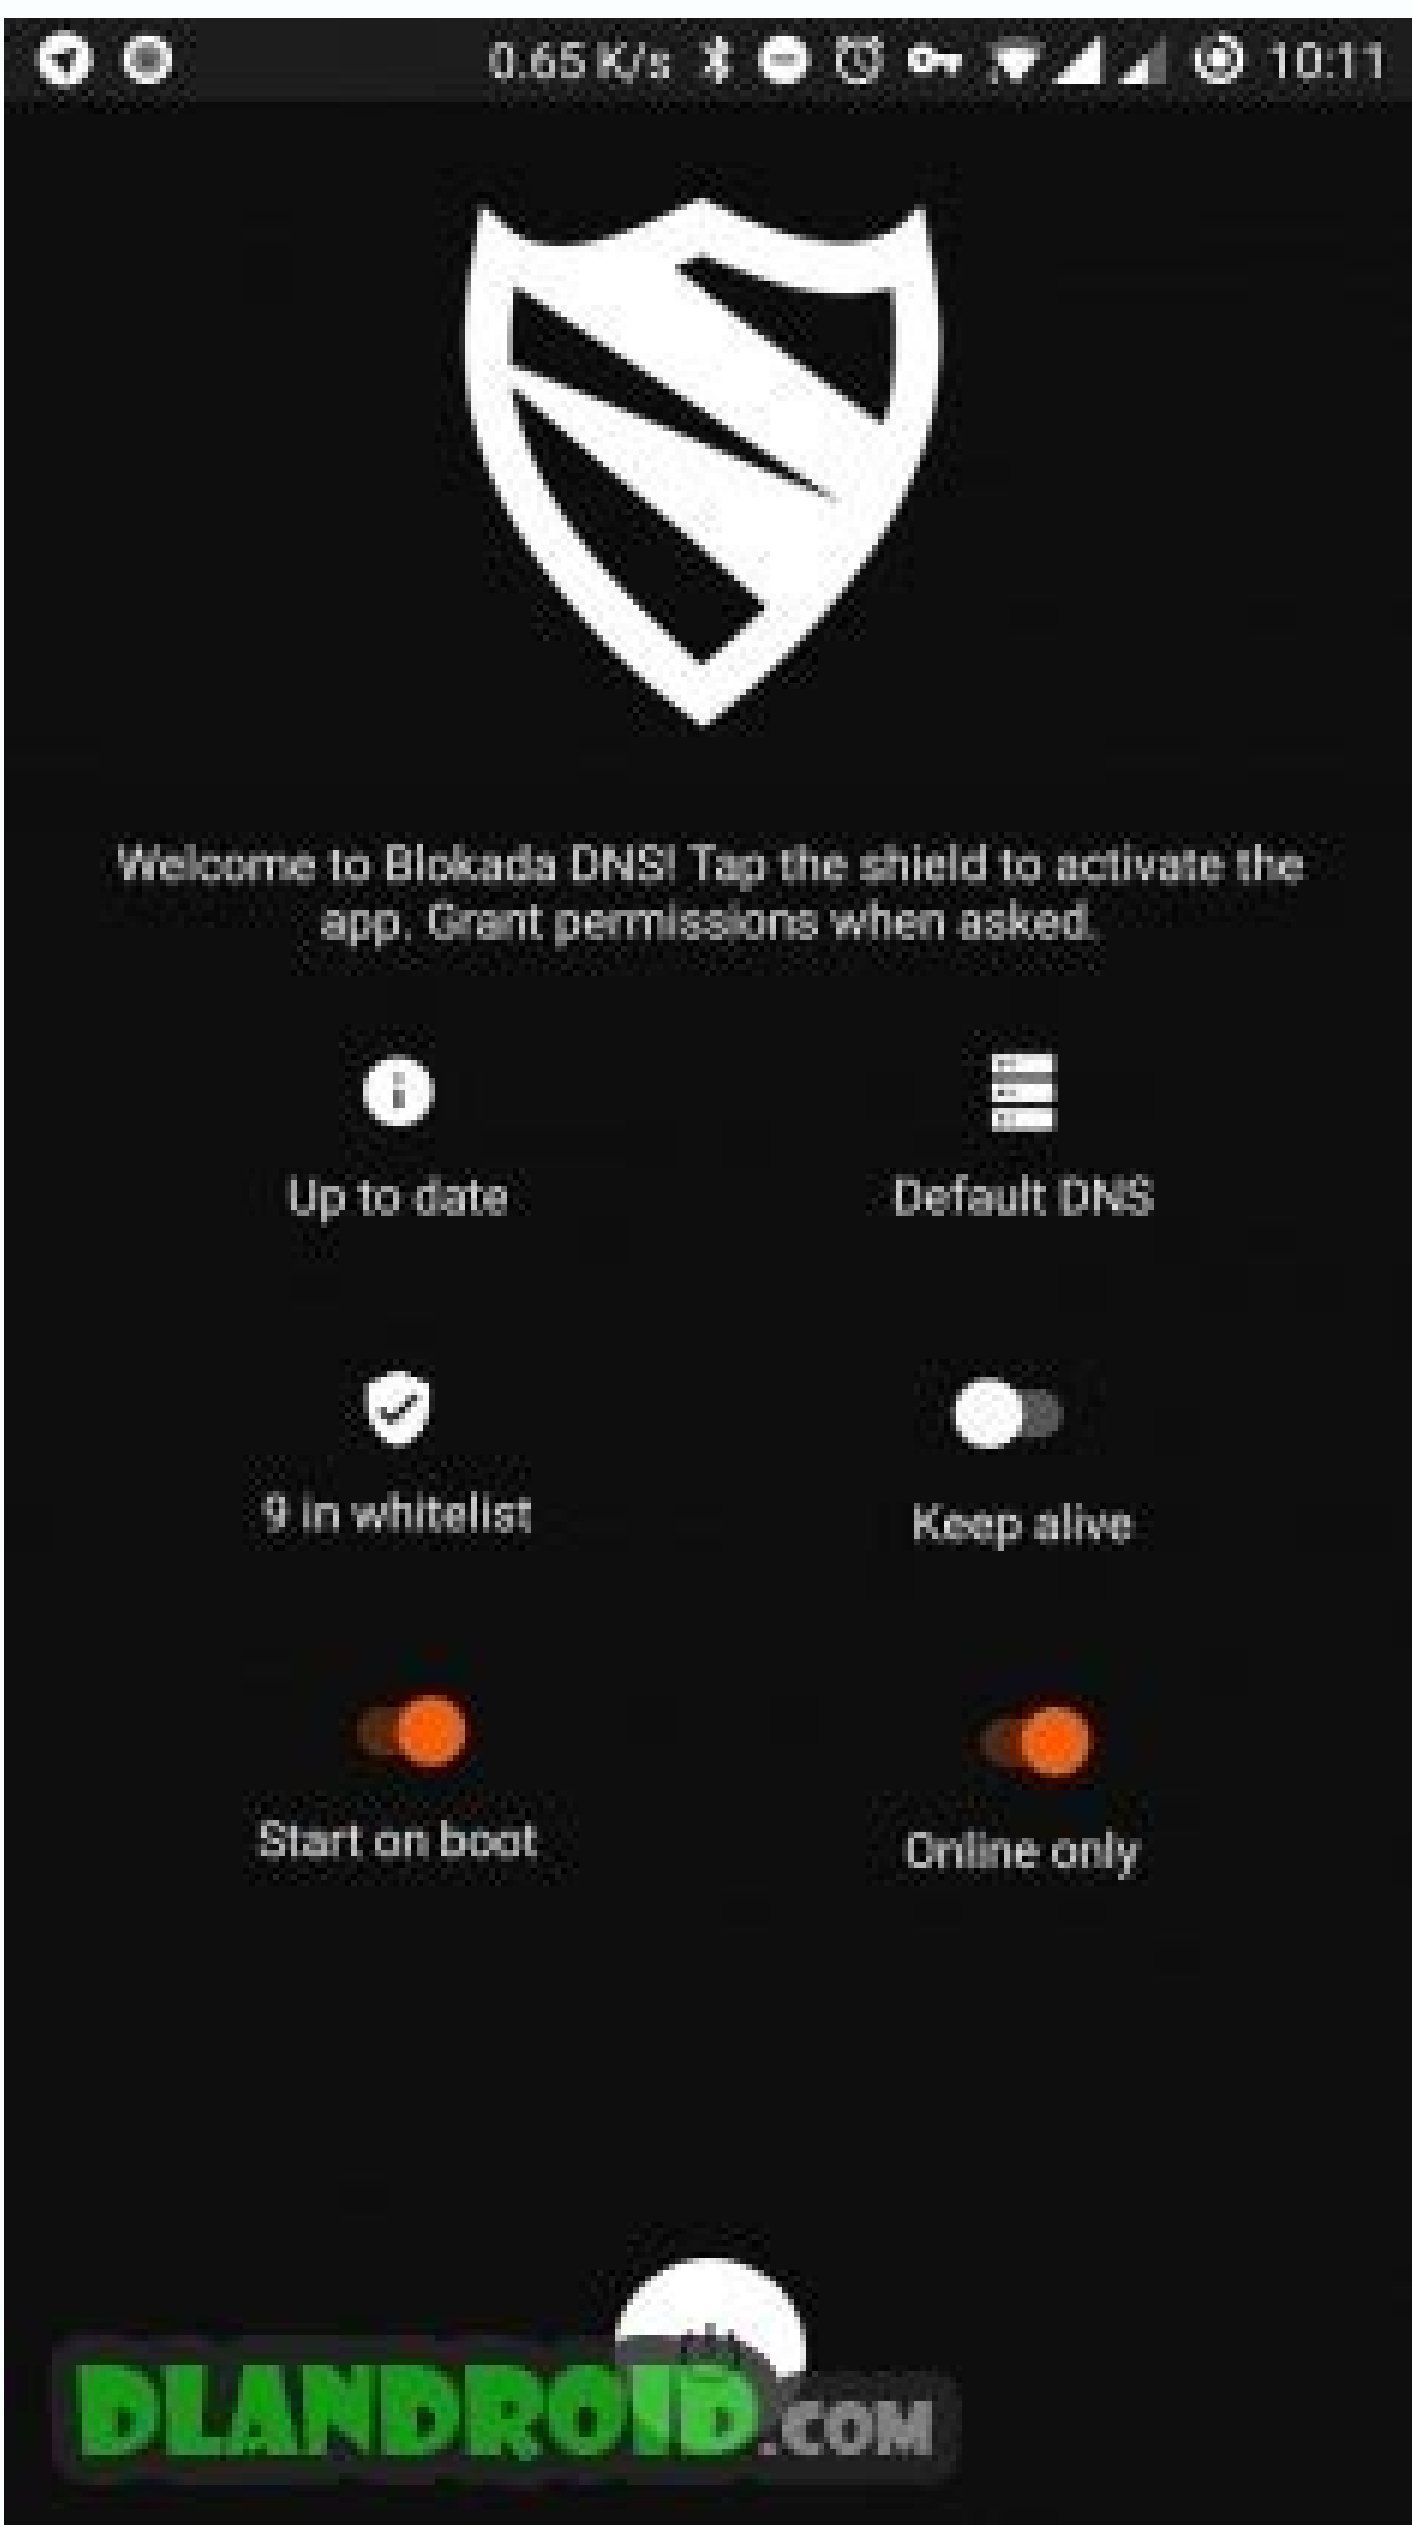 0.65 K/s 10:11
Welcome to Blokada DNS! Tap the shield to activate the
app. Grant permissions when asked.
Up to date
Default DNS
9 in whitelist
Keep alive
Start on boot
Online only
DLANDROID.COM